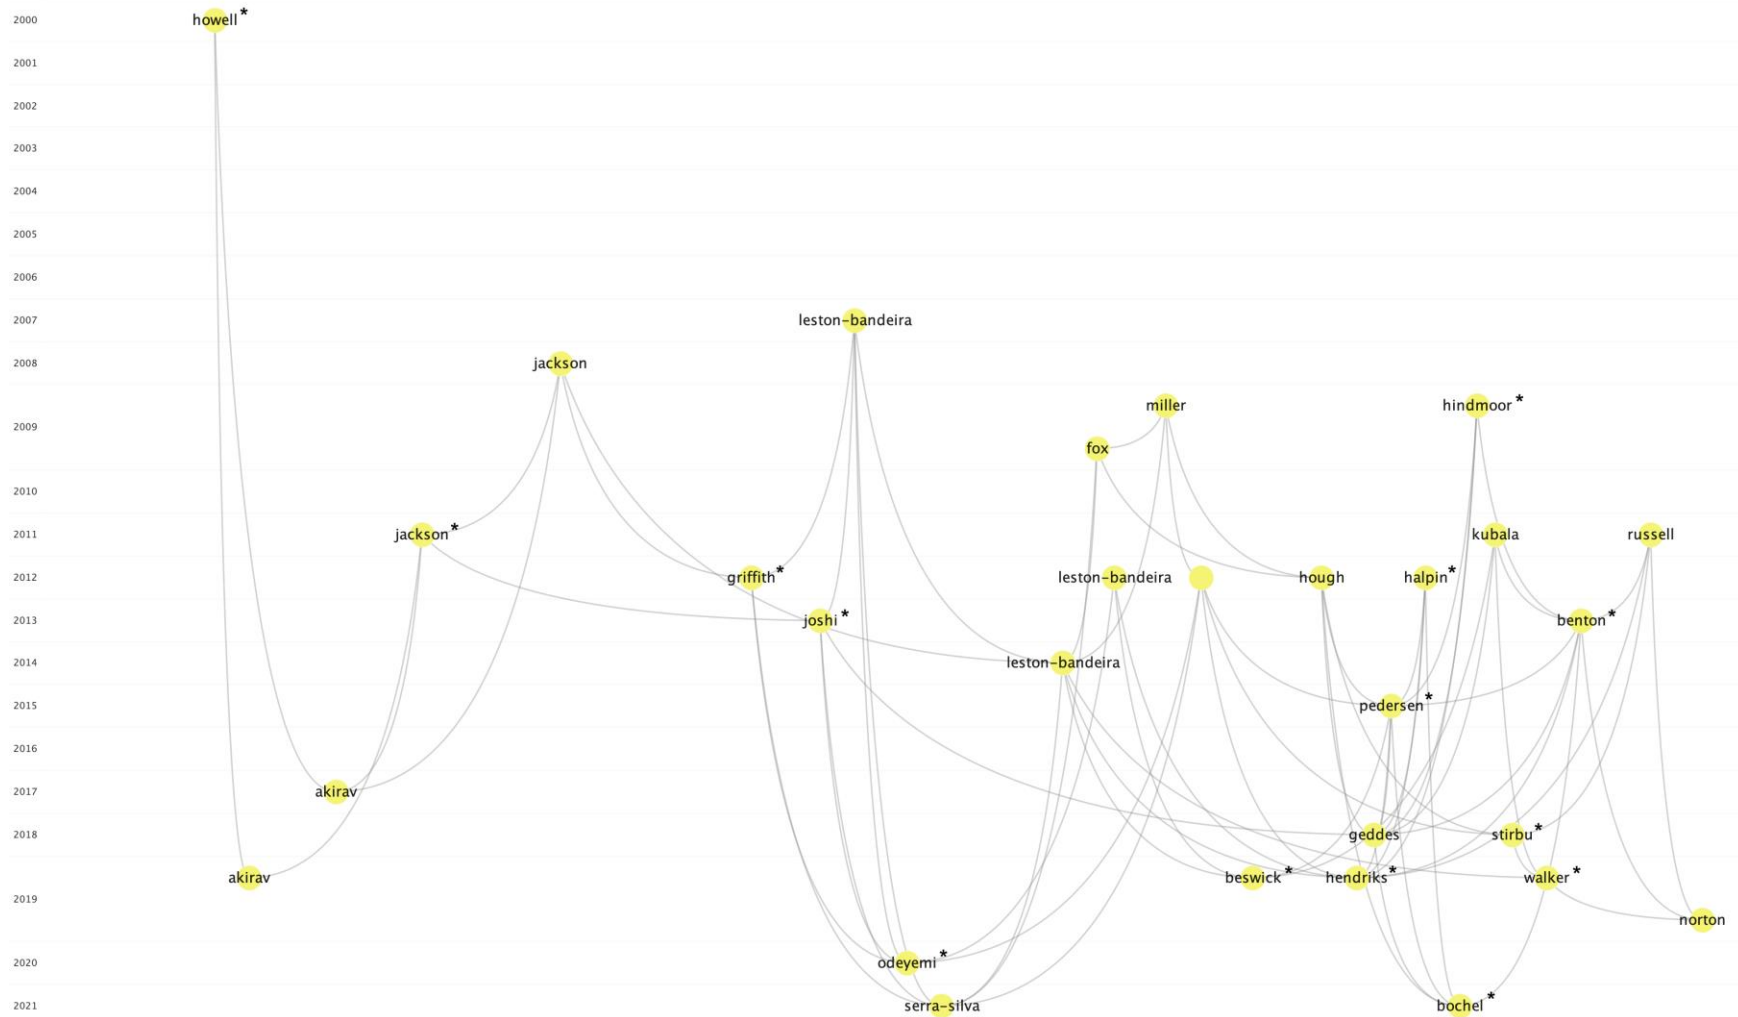 2000
howell *
2001
2002
2003
2004
2005
2006
2007
leston-bandeira
2008
jackson
miller
hindmoor *
2009
fox
2010
2011
jackson *
kubala
russell
2012
griffith *
leston-bandeira
hough
halpin *
2013
joshi *
benton *
2014
leston-bandeira
2015
pedersen *
2016
2017
akirav
2018
geddes
stirbu *
akirav
beswick *
hendriks *
walker *
2019
norton
2020
odeyemi *
2021
serra-silva
bochel *